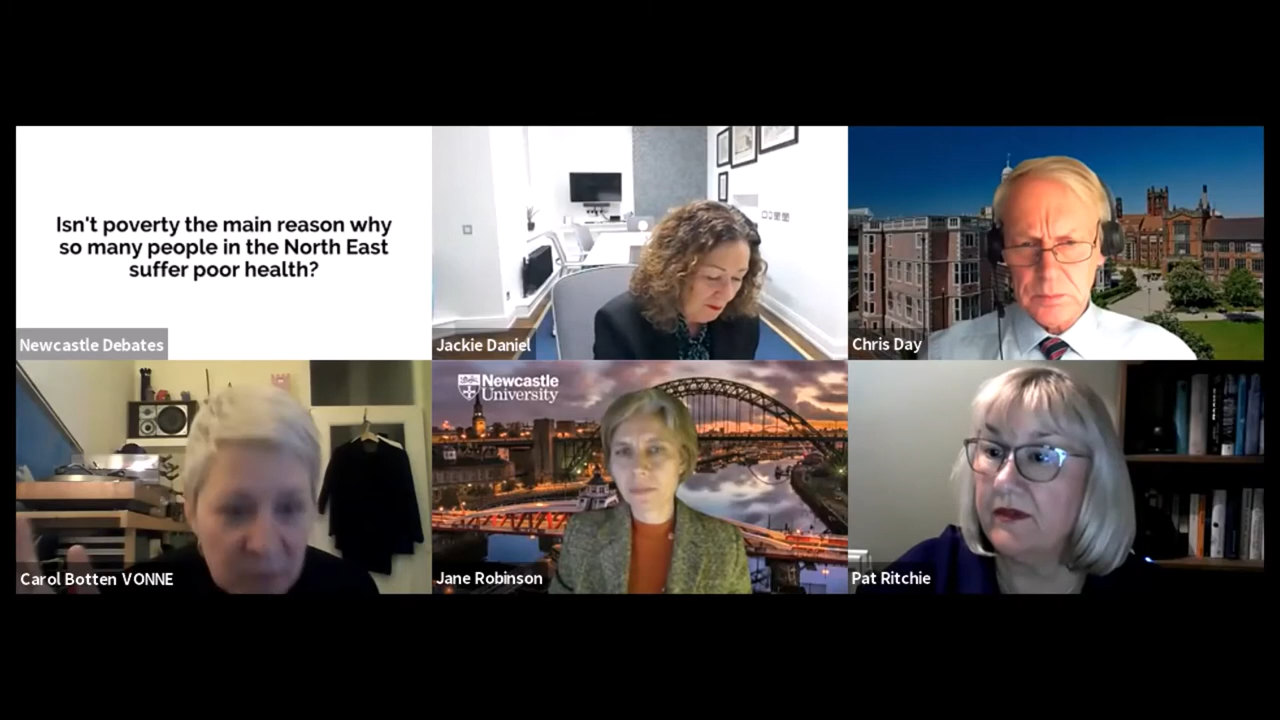 Isn't poverty the main reason why
so many people in the North East
suffer poor health?
Newcastle Debates
Jackie Daniel
Chris Day
Carol Botten VONNE
Newcastle
University
Jane Robinson
Pat Ritchie